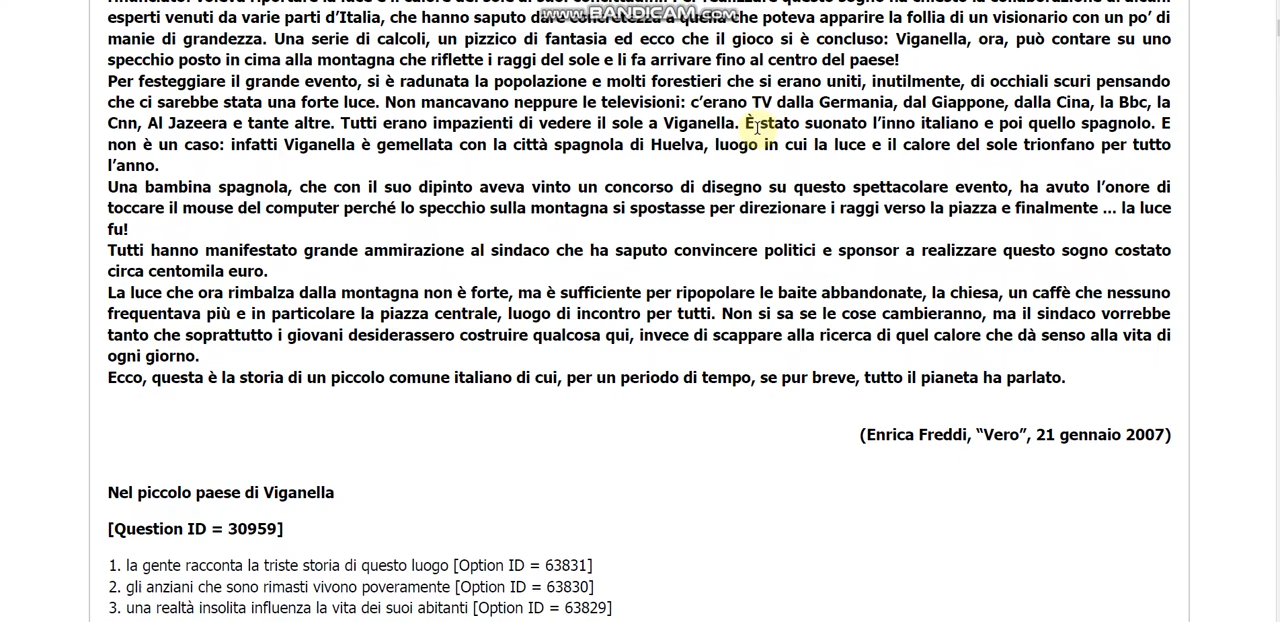 www.BANDICAM.com
esperti venuti da varie parti d’Italia, che hanno saputo dare concretezza a quella che poteva apparire la follia di un visionario con un po’ di
manie di grandezza. Una serie di calcoli, un pizzico di fantasia ed ecco che il gioco si è concluso: Viganella, ora, può contare su uno
specchio posto in cima alla montagna che riflette i raggi del sole e li fa arrivare fino al centro del paese!
Per festeggiare il grande evento, si è radunata la popolazione e molti forestieri che si erano uniti, inutilmente, di occhiali scuri pensando
che ci sarebbe stata una forte luce. Non mancavano neppure le televisioni: c’erano TV dalla Germania, dal Giappone, dalla Cina, la Bbc, la
Cnn, Al Jazeera e tante altre. Tutti erano impazienti di vedere il sole a Viganella. È stato suonato l’inno italiano e poi quello spagnolo. E
non è un caso: infatti Viganella è gemellata con la città spagnola di Huelva, luogo in cui la luce e il calore del sole trionfano per tutto
l’anno.
Una bambina spagnola, che con il suo dipinto aveva vinto un concorso di disegno su questo spettacolare evento, ha avuto l’onore di
toccare il mouse del computer perché lo specchio sulla montagna si spostasse per direzionare i raggi verso la piazza e finalmente ... la luce
fu!
Tutti hanno manifestato grande ammirazione al sindaco che ha saputo convincere politici e sponsor a realizzare questo sogno costato
circa centomila euro.
La luce che ora rimbalza dalla montagna non è forte, ma è sufficiente per ripopolare le baite abbandonate, la chiesa, un caffè che nessuno
frequentava più e in particolare la piazza centrale, luogo di incontro per tutti. Non si sa se le cose cambieranno, ma il sindaco vorrebbe
tanto che soprattutto i giovani desiderassero costruire qualcosa qui, invece di scappare alla ricerca di quel calore che dà senso alla vita di
ogni giorno.
Ecco, questa è la storia di un piccolo comune italiano di cui, per un periodo di tempo, se pur breve, tutto il pianeta ha parlato.
(Enrica Freddi, “Vero”, 21 gennaio 2007)
Nel piccolo paese di Viganella
[Question ID = 30959]
1. la gente racconta la triste storia di questo luogo [Option ID = 63831]
2. gli anziani che sono rimasti vivono poveramente [Option ID = 63830]
3. una realtà insolita influenza la vita dei suoi abitanti [Option ID = 63829]